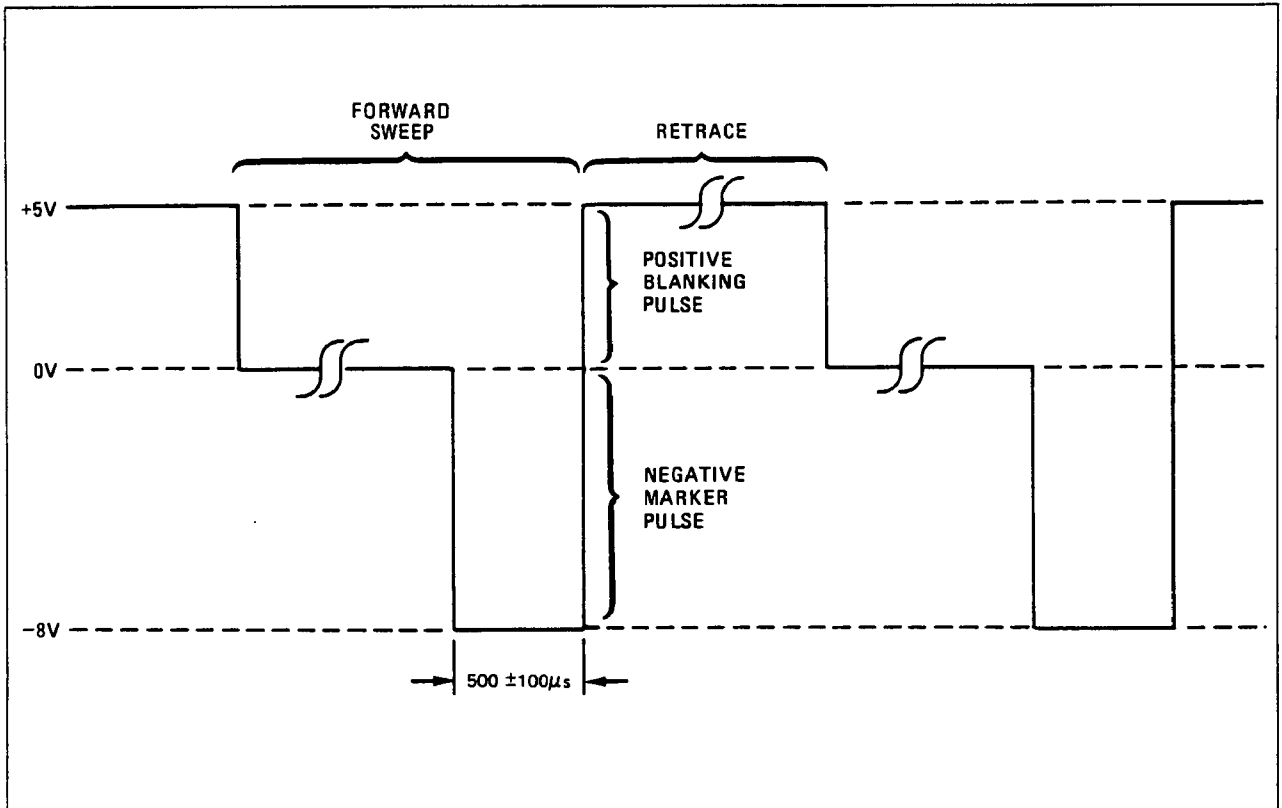 FORWARD
SWEEP
RETRACE
+5V
POSITIVE
BLANKING
PULSE
0V
NEGATIVE
MARKER
PULSE
−8V
500 ±100μs